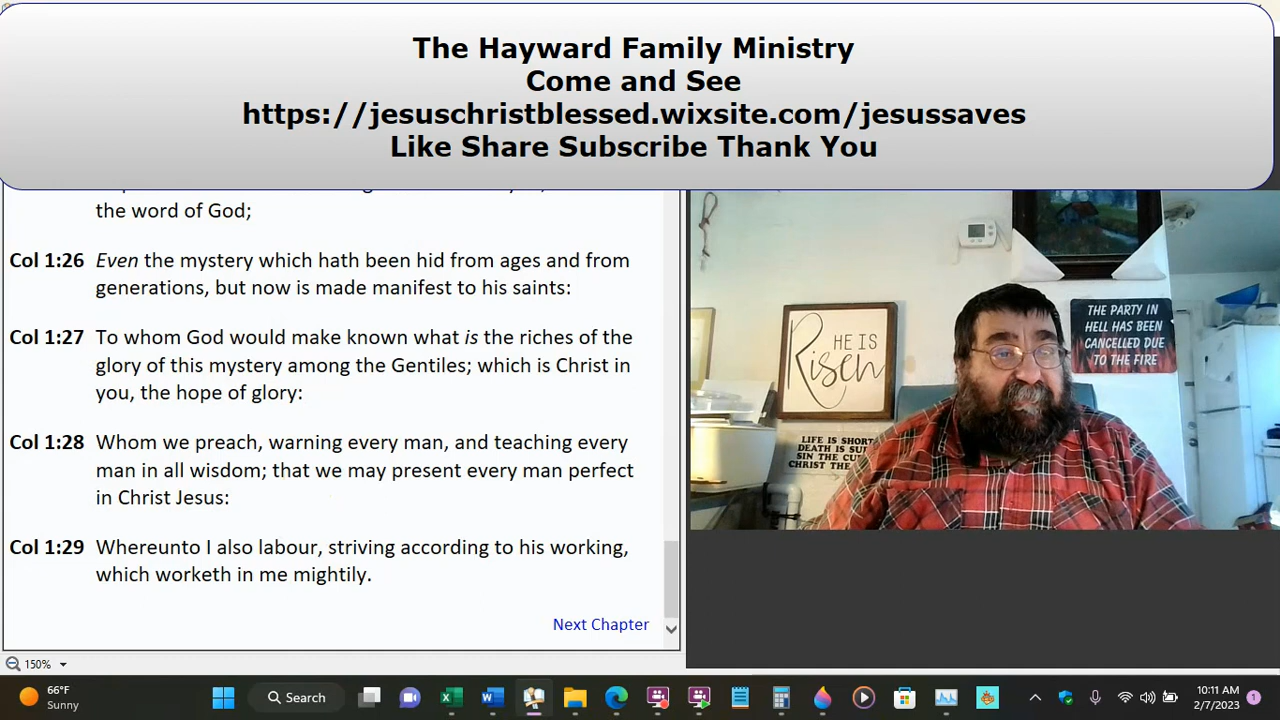 The Hayward Family Ministry
Come and See
https://jesuschristblessed.wixsite.com/jesussaves
Like Share Subscribe Thank You
the word of God;
Col 1:26 Even the mystery which hath been hid from ages and from
generations, but now is made manifest to his saints:
Col 1:27 To whom God would make known what is the riches of the
glory of this mystery among the Gentiles; which is Christ in
you, the hope of glory:
Col 1:28 Whom we preach, warning every man, and teaching every
man in all wisdom; that we may present every man perfect
in Christ Jesus:
Col 1:29 Whereunto I also labour, striving according to his working,
which worketh in me mightily.
Next Chapter
150%
HE IS
Risen
THE PARTY IN
HELL HAS BEEN
CANCELLED DUE
TO THE FIRE
LIFE IS SHORT
DEATH IS
SIN THE
CHRIST THE
66°F
Sunny
Search
10:11 AM
2/7/2023
1